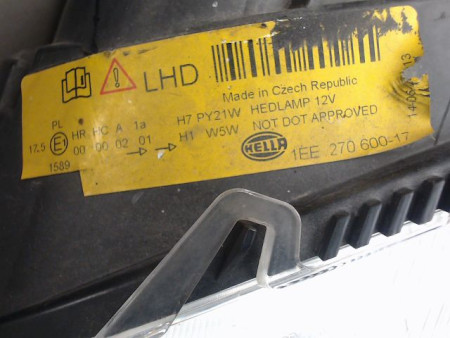 LHD
Made in Czech Republic
PL HR HC A 1a H7 PY21W HEDLAMP 12V
17.5 E1 00 00 02 01 H1 W5W NOT DOT APPROVED
1589 HELLA 1EE 270 600-17